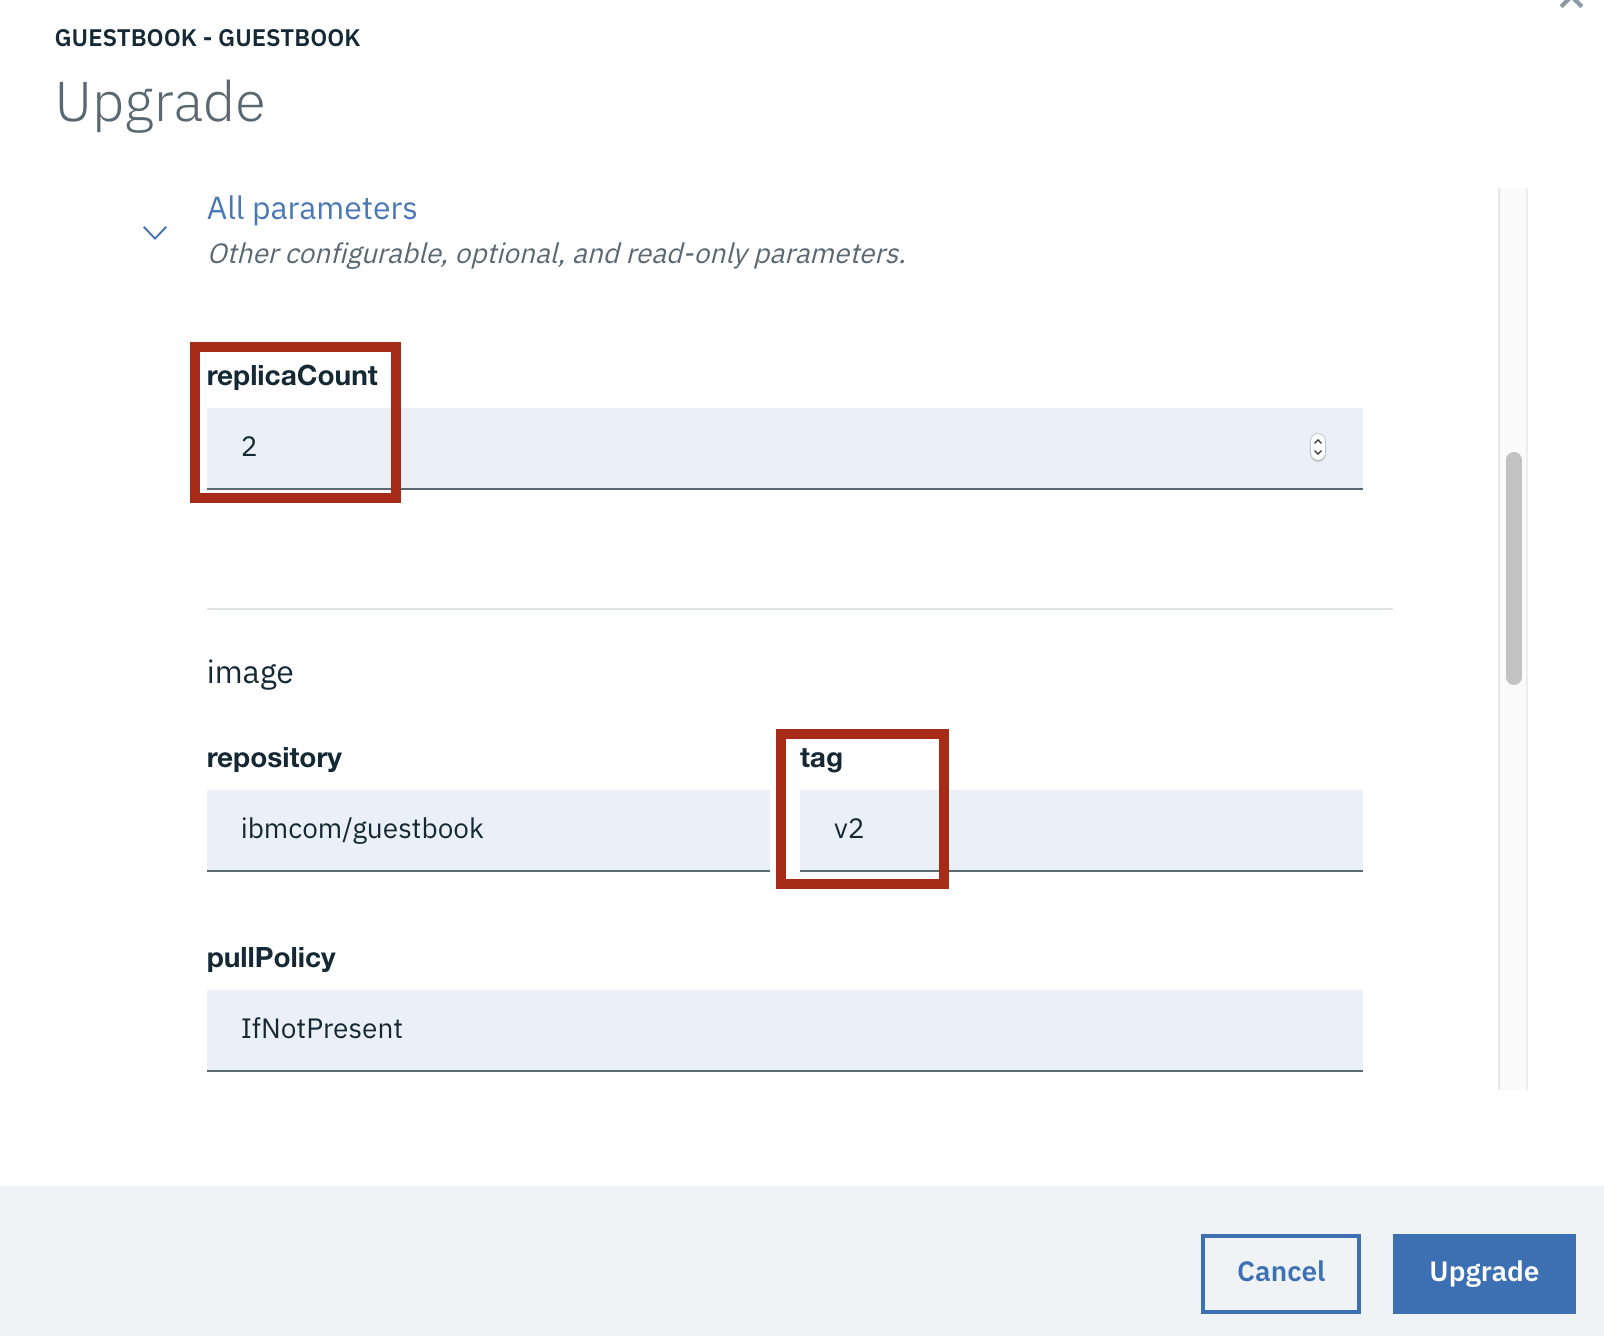 GUESTBOOK - GUESTBOOK
Upgrade
All parameters
Other configurable, optional, and read-only parameters.
replicaCount
2
image
repository
tag
ibmcom/guestbook
v2
pullPolicy
IfNotPresent
Cancel
Upgrade